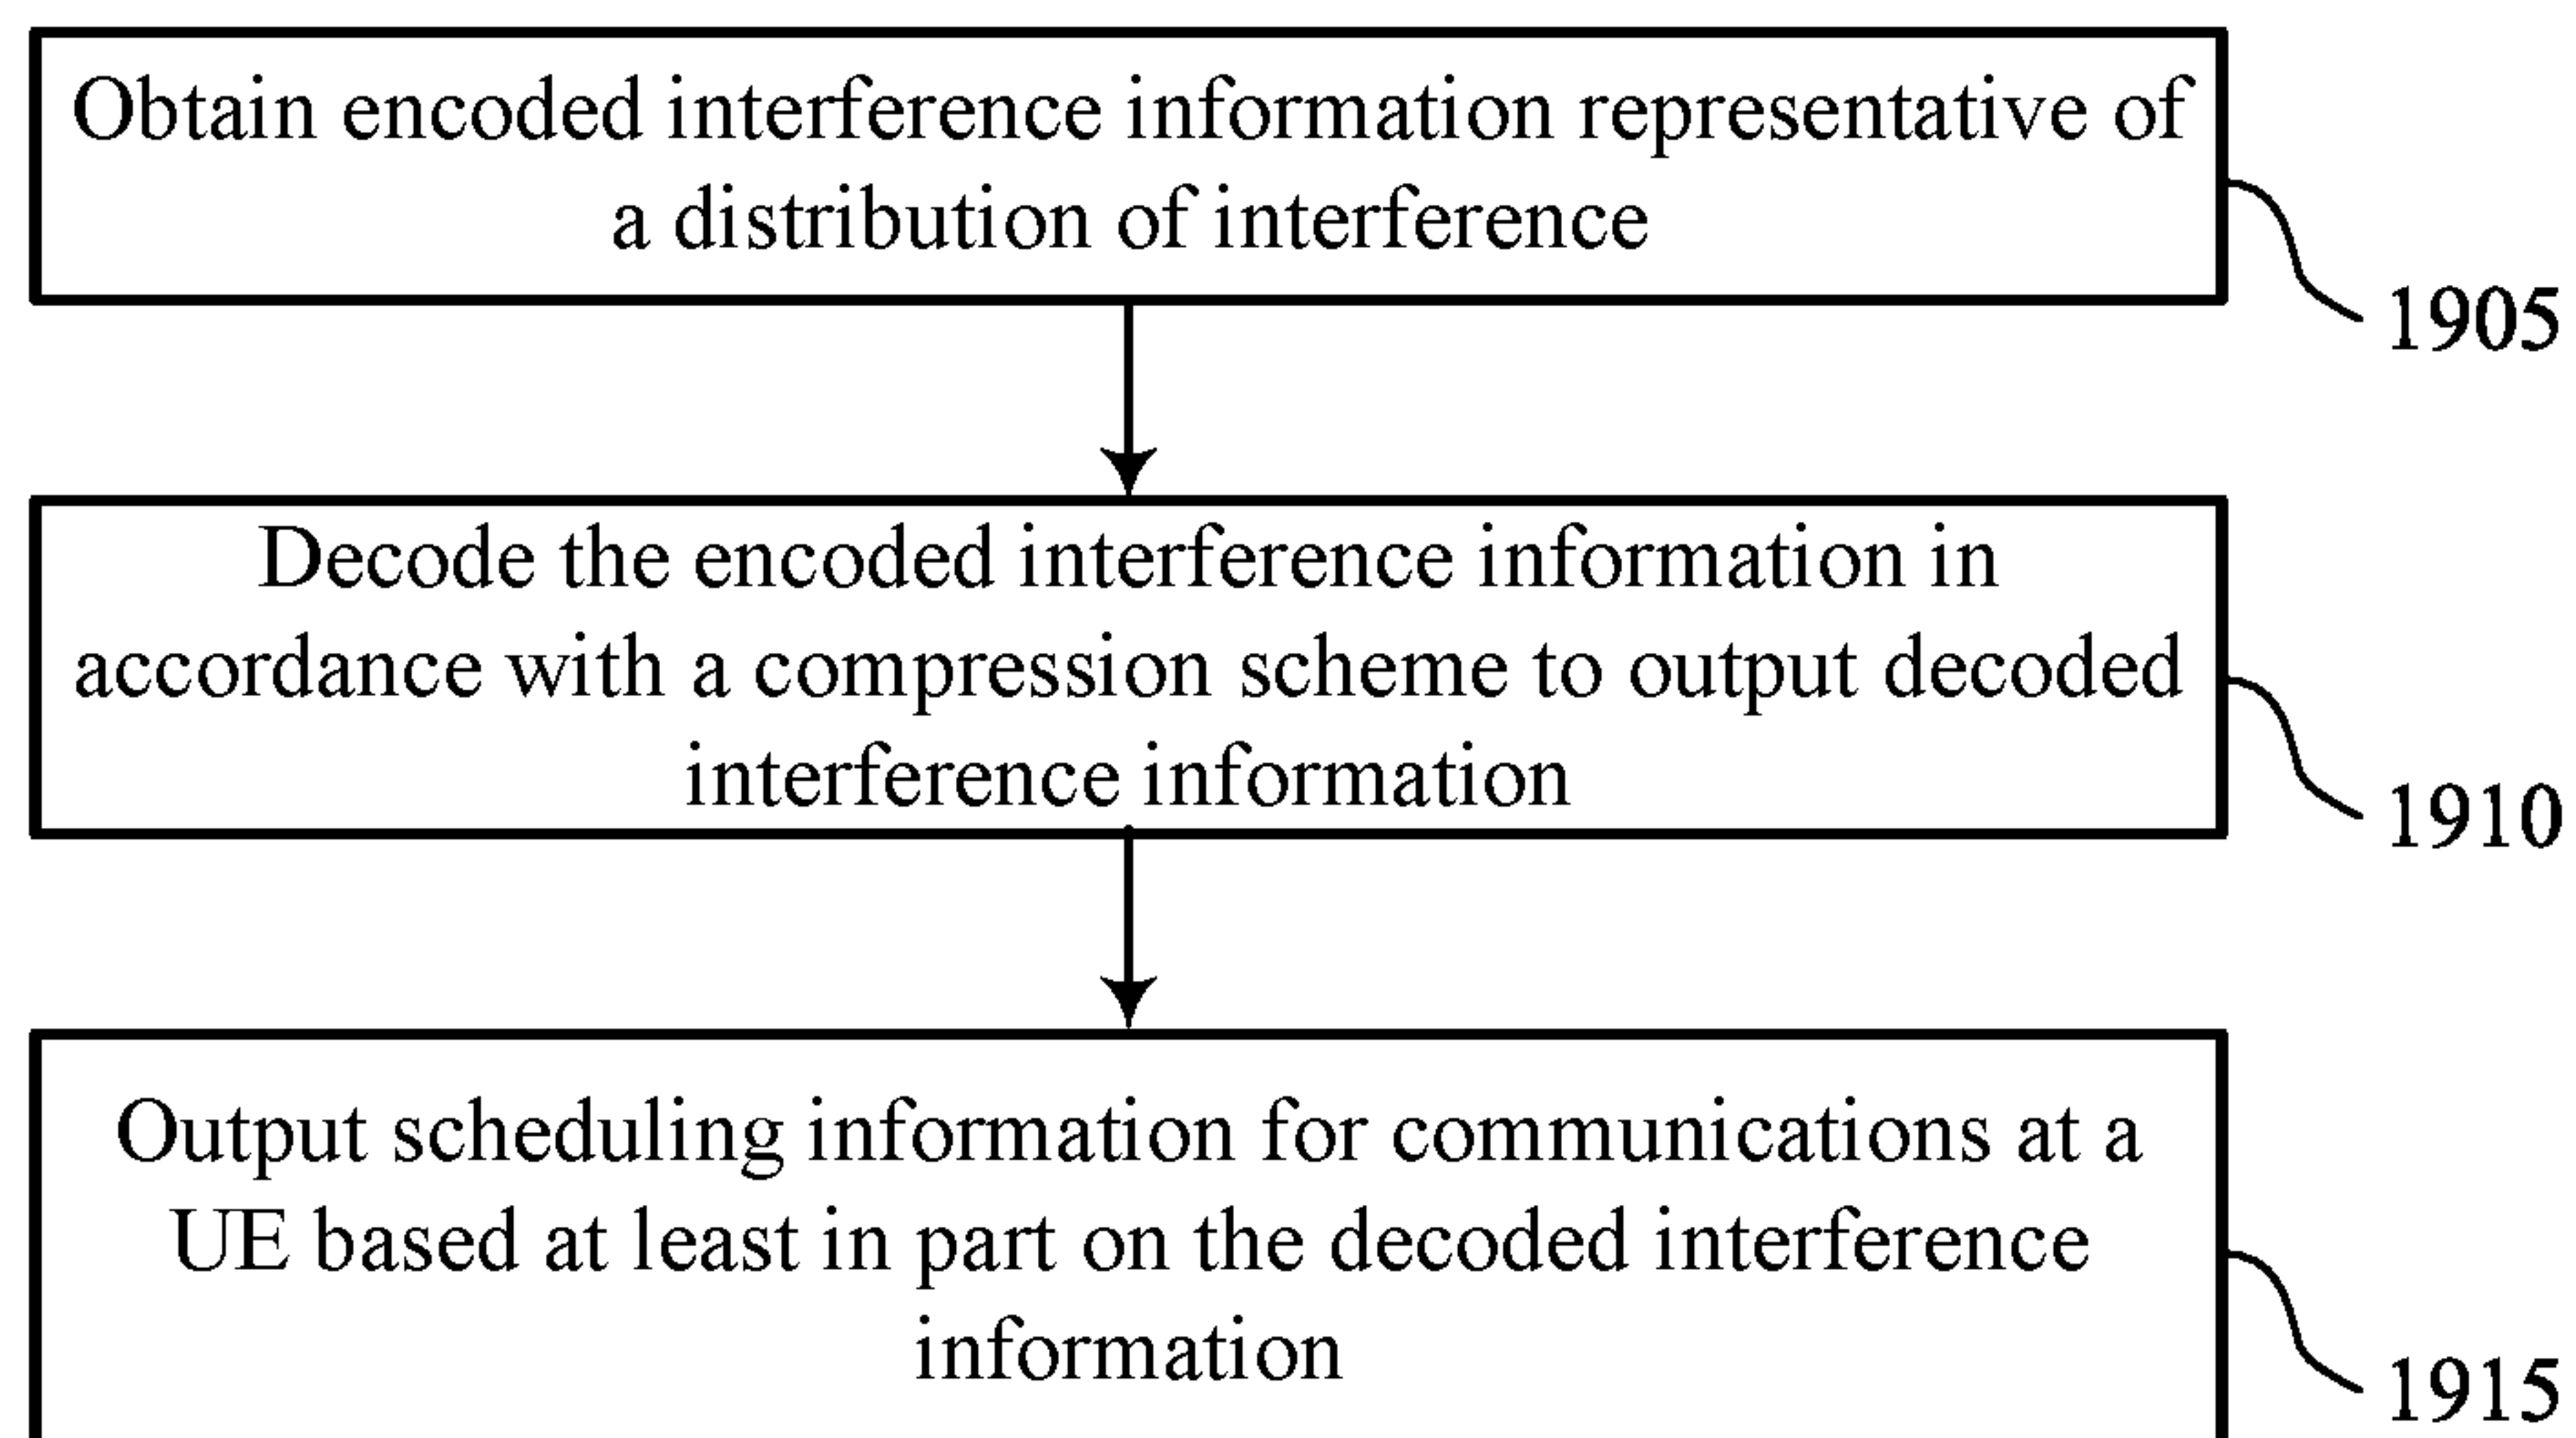 Obtain encoded interference information representative of
a distribution of interference
1905
Decode the encoded interference information in
accordance with a compression scheme to output decoded
interference information
1910
Output scheduling information for communications at a
UE based at least in part on the decoded interference
information
1915